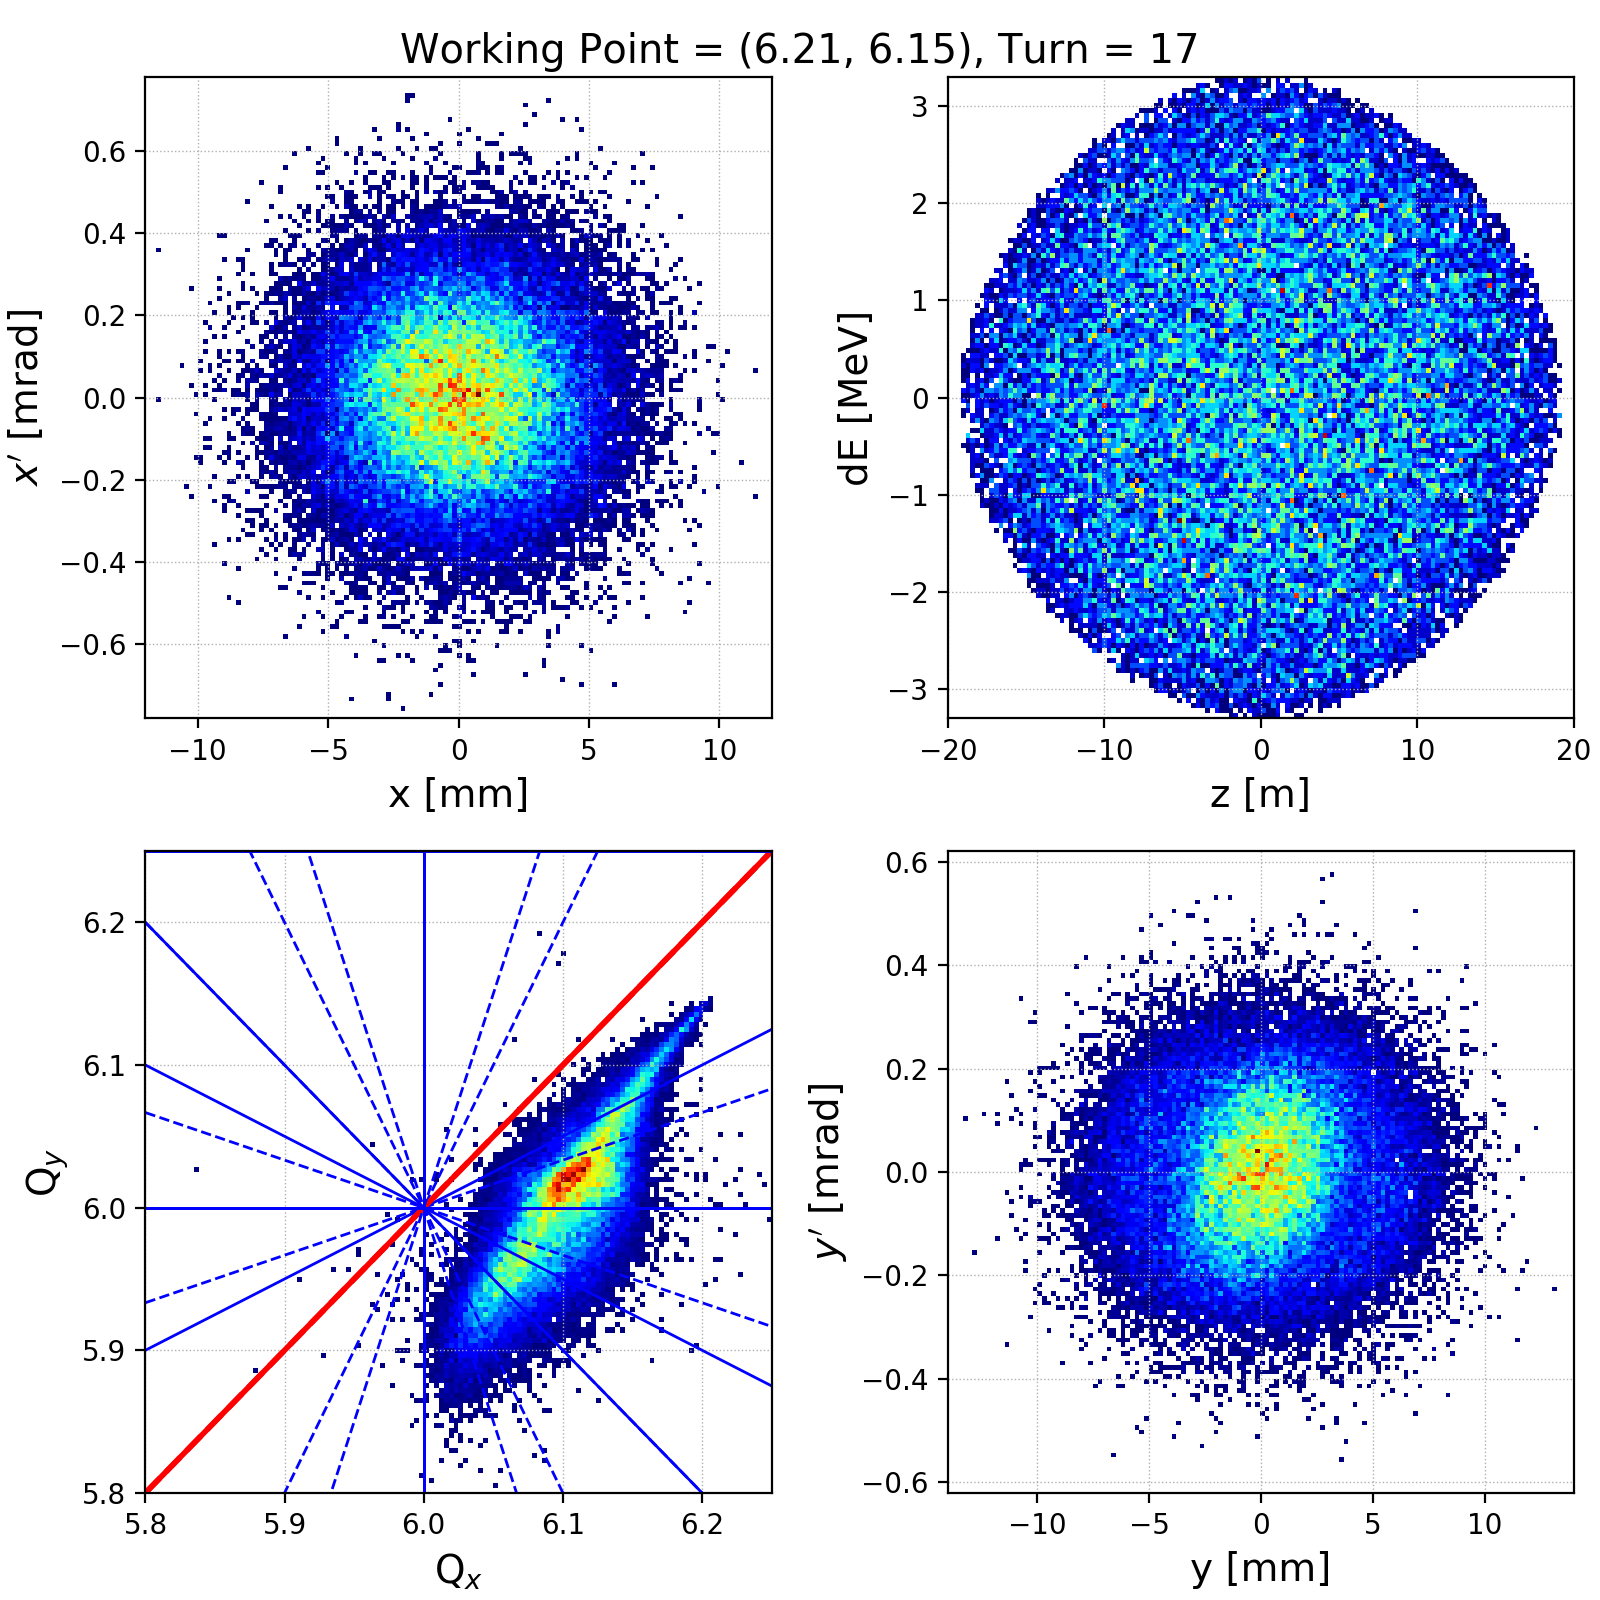 Working Point = (6.21, 6.15), Turn = 17
0.6
0.4
0.2
0.0
−0.2
−0.4
−0.6
x′ [mrad]
−10 −5 0 5 10
x [mm]
3
2
1
0
−1
−2
−3
dE [MeV]
−20 −10 0 10 20
z [m]
6.2
6.1
6.0
5.9
5.8
Qy
5.8 5.9 6.0 6.1 6.2
Qx
0.6
0.4
0.2
0.0
−0.2
−0.4
−0.6
y′ [mrad]
−10 −5 0 5 10
y [mm]